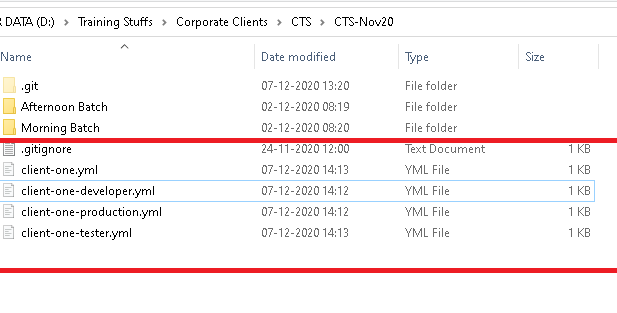 R DATA (D:) > Training Stuffs > Corporate Clients > CTS > CTS-Nov20
Name Date modified Type Size
.git 07-12-2020 13:20 File folder
Afternoon Batch 02-12-2020 08:19 File folder
Morning Batch 02-12-2020 08:20 File folder
.gitignore 24-11-2020 12:00 Text Document 1 KB
client-one.yml 07-12-2020 14:13 YML File 1 KB
client-one-developer.yml 07-12-2020 14:12 YML File 1 KB
client-one-production.yml 07-12-2020 14:12 YML File 1 KB
client-one-tester.yml 07-12-2020 14:13 YML File 1 KB